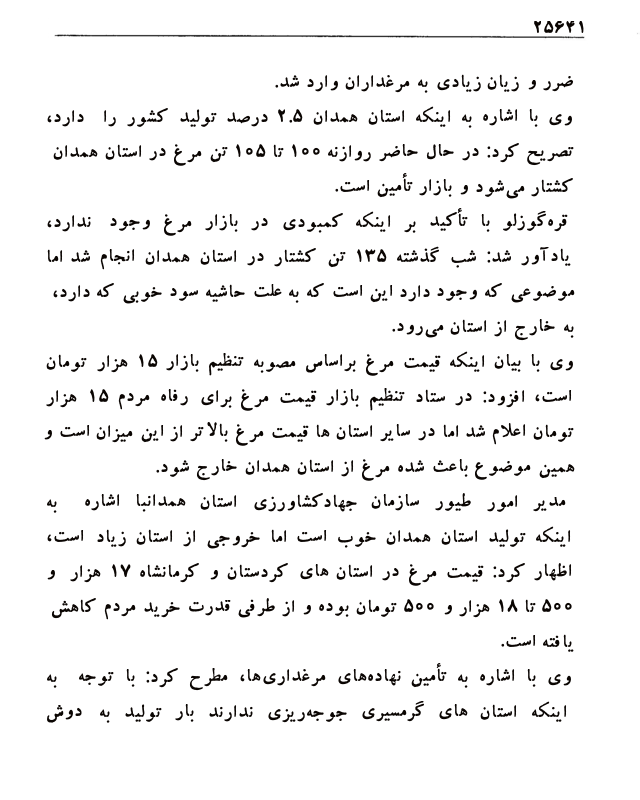 ۲۵۶۴۱
ضرر و زیان زیادی به مرغداران وارد شد.
وی با اشاره به اینکه استان همدان ۲.۵ درصد تولید کشور را دارد،
تصریح کرد: در حال حاضر روازنه ۱۰۰ تا ۱۰۵ تن مرغ در استان همدان
کشتار می‌شود و بازار تأمین است.
قره‌گوزلو با تأکید بر اینکه کمبودی در بازار مرغ وجود ندارد،
یادآور شد: شب گذشته ۱۳۵ تن کشتار در استان همدان انجام شد اما
موضوعی که وجود دارد این است که به علت حاشیه سود خوبی که دارد،
به خارج از استان می‌رود.
وی با بیان اینکه قیمت مرغ براساس مصوبه تنظیم بازار ۱۵ هزار تومان
است، افزود: در ستاد تنظیم بازار قیمت مرغ برای رفاه مردم ۱۵ هزار
تومان اعلام شد اما در سایر استان ها قیمت مرغ بالاتر از این میزان است و
همین موضوع باعث شده مرغ از استان همدان خارج شود.
مدیر امور طیور سازمان جهادکشاورزی استان همدانبا اشاره به
اینکه تولید استان همدان خوب است اما خروجی از استان زیاد است،
اظهار کرد: قیمت مرغ در استان های کردستان و کرمانشاه ۱۷ هزار و
۵۰۰ تا ۱۸ هزار و ۵۰۰ تومان بوده و از طرفی قدرت خرید مردم کاهش
یافته است.
وی با اشاره به تأمین نهاده‌های مرغداری‌ها، مطرح کرد: با توجه به
اینکه استان های گرمسیری جوجه‌ریزی ندارند بار تولید به دوش